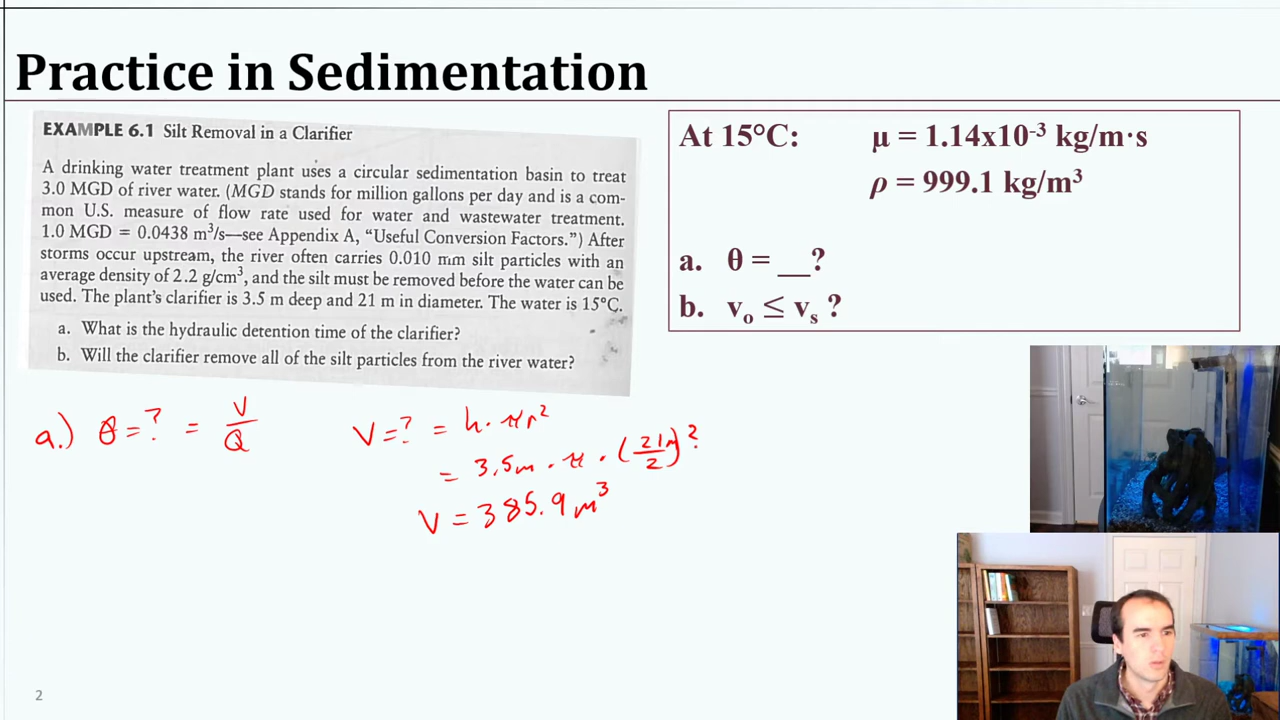 Practice in Sedimentation
EXAMPLE 6.1 Silt Removal in a Clarifier
A drinking water treatment plant uses a circular sedimentation basin to treat
3.0 MGD of river water. (MGD stands for million gallons per day and is a com-
mon U.S. measure of flow rate used for water and wastewater treatment.
1.0 MGD = 0.0438 m³/s—see Appendix A, “Useful Conversion Factors.”) After
storms occur upstream, the river often carries 0.010 mm silt particles with an
average density of 2.2 g/cm³, and the silt must be removed before the water can be
used. The plant's clarifier is 3.5 m deep and 21 m in diameter. The water is 15°C.
a. What is the hydraulic detention time of the clarifier?
b. Will the clarifier remove all of the silt particles from the river water?
At 15°C: μ = 1.14x10⁻³ kg/m·s
ρ = 999.1 kg/m³
a. θ = __?
b. vₒ ≤ vₛ ?
a.) θ = ? = V/Q
V = ? = h · πr²
= 3.5m · π · (21m/2)²
V = 385.9 m³
2